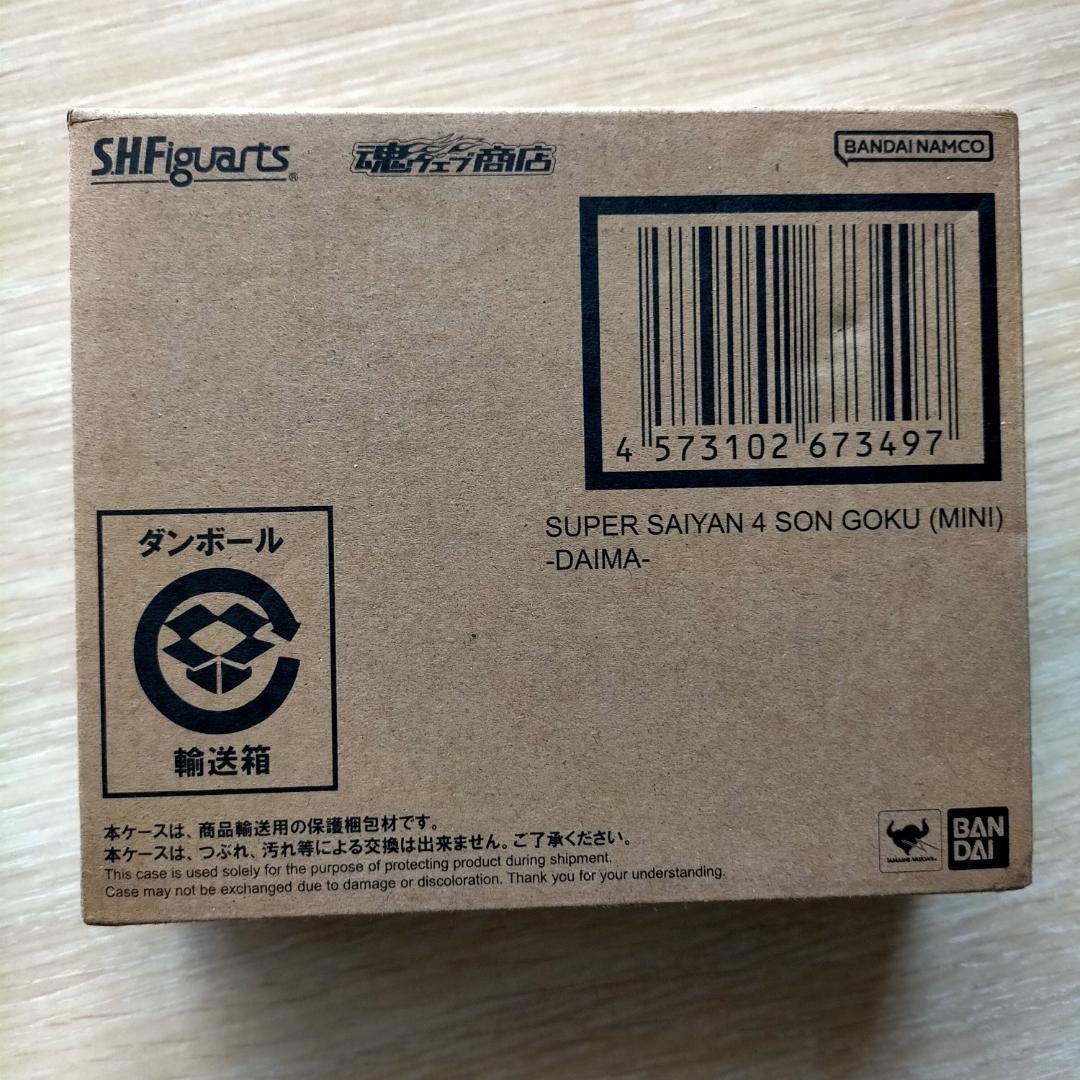 S.H.Figuarts®
魂ウェブ商店
BANDAI NAMCO
4 573102 673497
SUPER SAIYAN 4 SON GOKU (MINI)
-DAIMA-
ダンボール
輸送箱
本ケースは、商品輸送用の保護梱包材です。
本ケースは、つぶれ、汚れ等による交換は出来ません。ご了承ください。
This case is used solely for the purpose of protecting product during shipment.
Case may not be exchanged due to damage or discoloration. Thank you for your understanding.
TAMASHII NATIONS
BAN
DAI